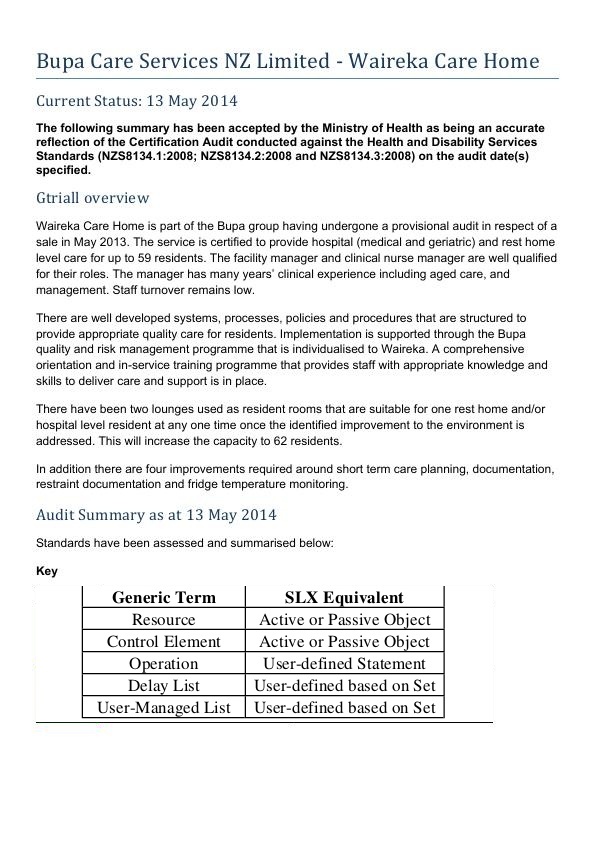 Bupa Care Services NZ Limited - Waireka Care Home
Current Status: 13 May 2014
The following summary has been accepted by the Ministry of Health as being an accurate
reflection of the Certification Audit conducted against the Health and Disability Services
Standards (NZS8134.1:2008; NZS8134.2:2008 and NZS8134.3:2008) on the audit date(s)
specified.
Gtriall overview
Waireka Care Home is part of the Bupa group having undergone a provisional audit in respect of a
sale in May 2013. The service is certified to provide hospital (medical and geriatric) and rest home
level care for up to 59 residents. The facility manager and clinical nurse manager are well qualified
for their roles. The manager has many years' clinical experience including aged care, and
management. Staff turnover remains low.
There are well developed systems, processes, policies and procedures that are structured to
provide appropriate quality care for residents. Implementation is supported through the Bupa
quality and risk management programme that is individualised to Waireka. A comprehensive
orientation and in-service training programme that provides staff with appropriate knowledge and
skills to deliver care and support is in place.
There have been two lounges used as resident rooms that are suitable for one rest home and/or
hospital level resident at any one time once the identified improvement to the environment is
addressed. This will increase the capacity to 62 residents.
In addition there are four improvements required around short term care planning, documentation,
restraint documentation and fridge temperature monitoring.
Audit Summary as at 13 May 2014
Standards have been assessed and summarised below:
Key
Generic Term SLX Equivalent
Resource Active or Passive Object
Control Element Active or Passive Object
Operation User-defined Statement
Delay List User-defined based on Set
User-Managed List User-defined based on Set